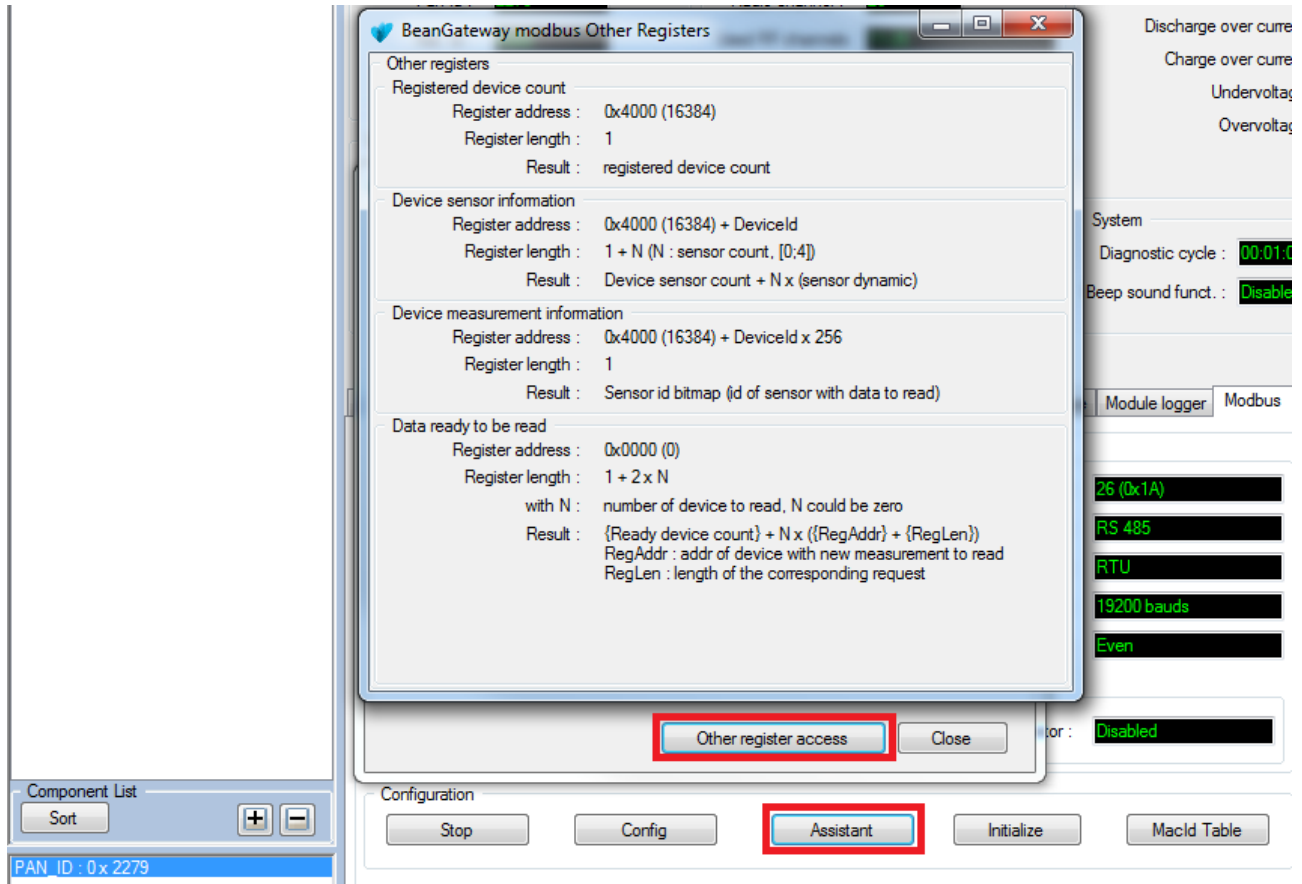 BeanGateway modbus Other Registers
Other registers
Registered device count
Register address : 0x4000 (16384)
Register length : 1
Result : registered device count
Device sensor information
Register address : 0x4000 (16384) + DeviceId
Register length : 1 + N (N : sensor count, [0;4])
Result : Device sensor count + N x (sensor dynamic)
Device measurement information
Register address : 0x4000 (16384) + DeviceId x 256
Register length : 1
Result : Sensor id bitmap (id of sensor with data to read)
Data ready to be read
Register address : 0x0000 (0)
Register length : 1 + 2 x N
with N : number of device to read, N could be zero
Result : {Ready device count} + N x ({RegAddr} + {RegLen})
RegAddr : addr of device with new measurement to read
RegLen : length of the corresponding request
Other register access
Close
Discharge over curre
Charge over curre
Undervoltag
Overvoltag
System
Diagnostic cycle : 00:01:0
Beep sound funct. : Disable
Module logger
Modbus
26 (0x1A)
RS 485
RTU
19200 bauds
Even
tor : Disabled
Component List
Sort
+
-
PAN_ID : 0 x 2279
Configuration
Stop
Config
Assistant
Initialize
MacId Table